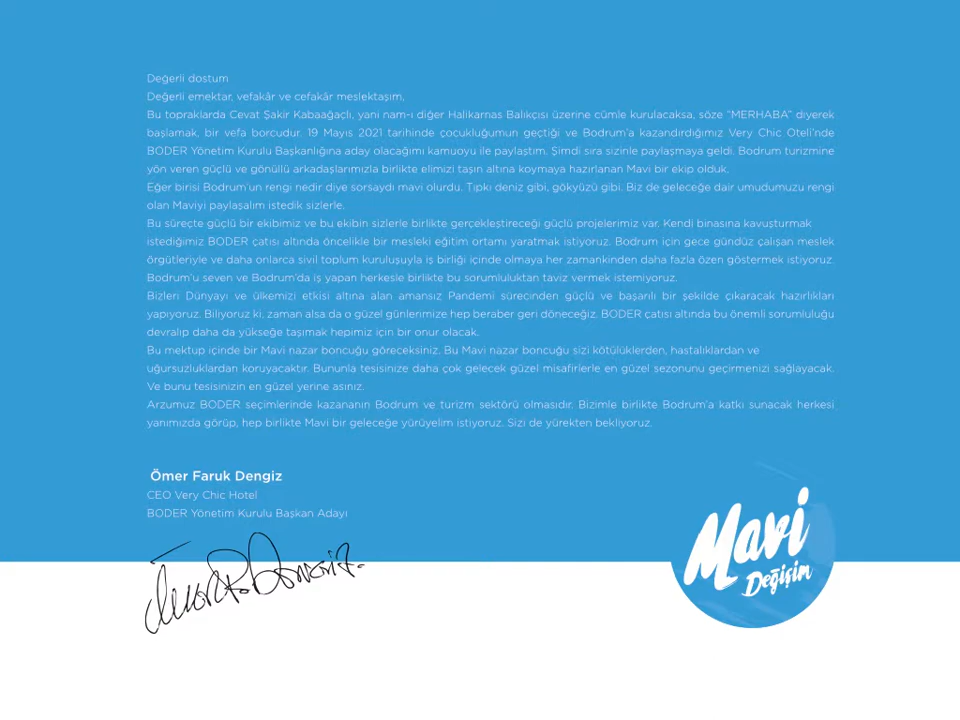 Değerli dostum
Değerli emektar, vefakâr ve cefakâr meslektaşım,
Bu topraklarda Cevat Şakir Kabaağaçlı, yani nam-ı diğer Halikarnas Balıkçısı üzerine cümle kurulacaksa, söze "MERHABA" diyerek
başlamak, bir vefa borcudur. 19 Mayıs 2021 tarihinde çocukluğumun geçtiği ve Bodrum'a kazandırdığımız Very Chic Oteli'nde
BODER Yönetim Kurulu Başkanlığına aday olacağımı kamuoyu ile paylaştım. Şimdi sıra sizinle paylaşmaya geldi. Bodrum turizmine
yön veren güçlü ve gönüllü arkadaşlarımızla birlikte elimizi taşın altına koymaya hazırlanan Mavi bir ekip olduk.
Eğer birisi Bodrum'un rengi nedir diye sorsaydı mavi olurdu. Tıpkı deniz gibi, gökyüzü gibi. Biz de geleceğe dair umudumuzu rengi
olan Maviyi paylaşalım istedik sizlerle.
Bu süreçte güçlü bir ekibimiz ve bu ekibin sizlerle birlikte gerçekleştireceği güçlü projelerimiz var. Kendi binasına kavuşturmak
istediğimiz BODER çatısı altında öncelikle bir mesleki eğitim ortamı yaratmak istiyoruz. Bodrum için gece gündüz çalışan meslek
örgütleriyle ve daha onlarca sivil toplum kuruluşuyla iş birliği içinde olmaya her zamankinden daha fazla özen göstermek istiyoruz.
Bodrum'u seven ve Bodrum'da iş yapan herkesle birlikte bu sorumluluktan taviz vermek istemiyoruz.
Bizleri Dünyayı ve ülkemizi etkisi altına alan amansız Pandemi sürecinden güçlü ve başarılı bir şekilde çıkaracak hazırlıkları
yapıyoruz. Biliyoruz ki, zaman alsa da o güzel günlerimize hep beraber geri döneceğiz. BODER çatısı altında bu önemli sorumluluğu
devralıp daha da yükseğe taşımak hepimiz için bir onur olacak.
Bu mektup içinde bir Mavi nazar boncuğu göreceksiniz. Bu Mavi nazar boncuğu sizi kötülüklerden, hastalıklardan ve
uğursuzluklardan koruyacaktır. Bununla tesisinize daha çok gelecek güzel misafirlerle en güzel sezonunu geçirmenizi sağlayacak.
Ve bunu tesisinizin en güzel yerine asınız.
Arzumuz BODER seçimlerinde kazananın Bodrum ve turizm sektörü olmasıdır. Bizimle birlikte Bodrum'a katkı sunacak herkesi
yanımızda görüp, hep birlikte Mavi bir geleceğe yürüyelim istiyoruz. Sizi de yürekten bekliyoruz.
Ömer Faruk Dengiz
CEO Very Chic Hotel
BODER Yönetim Kurulu Başkan Adayı
Mavi
Değişim